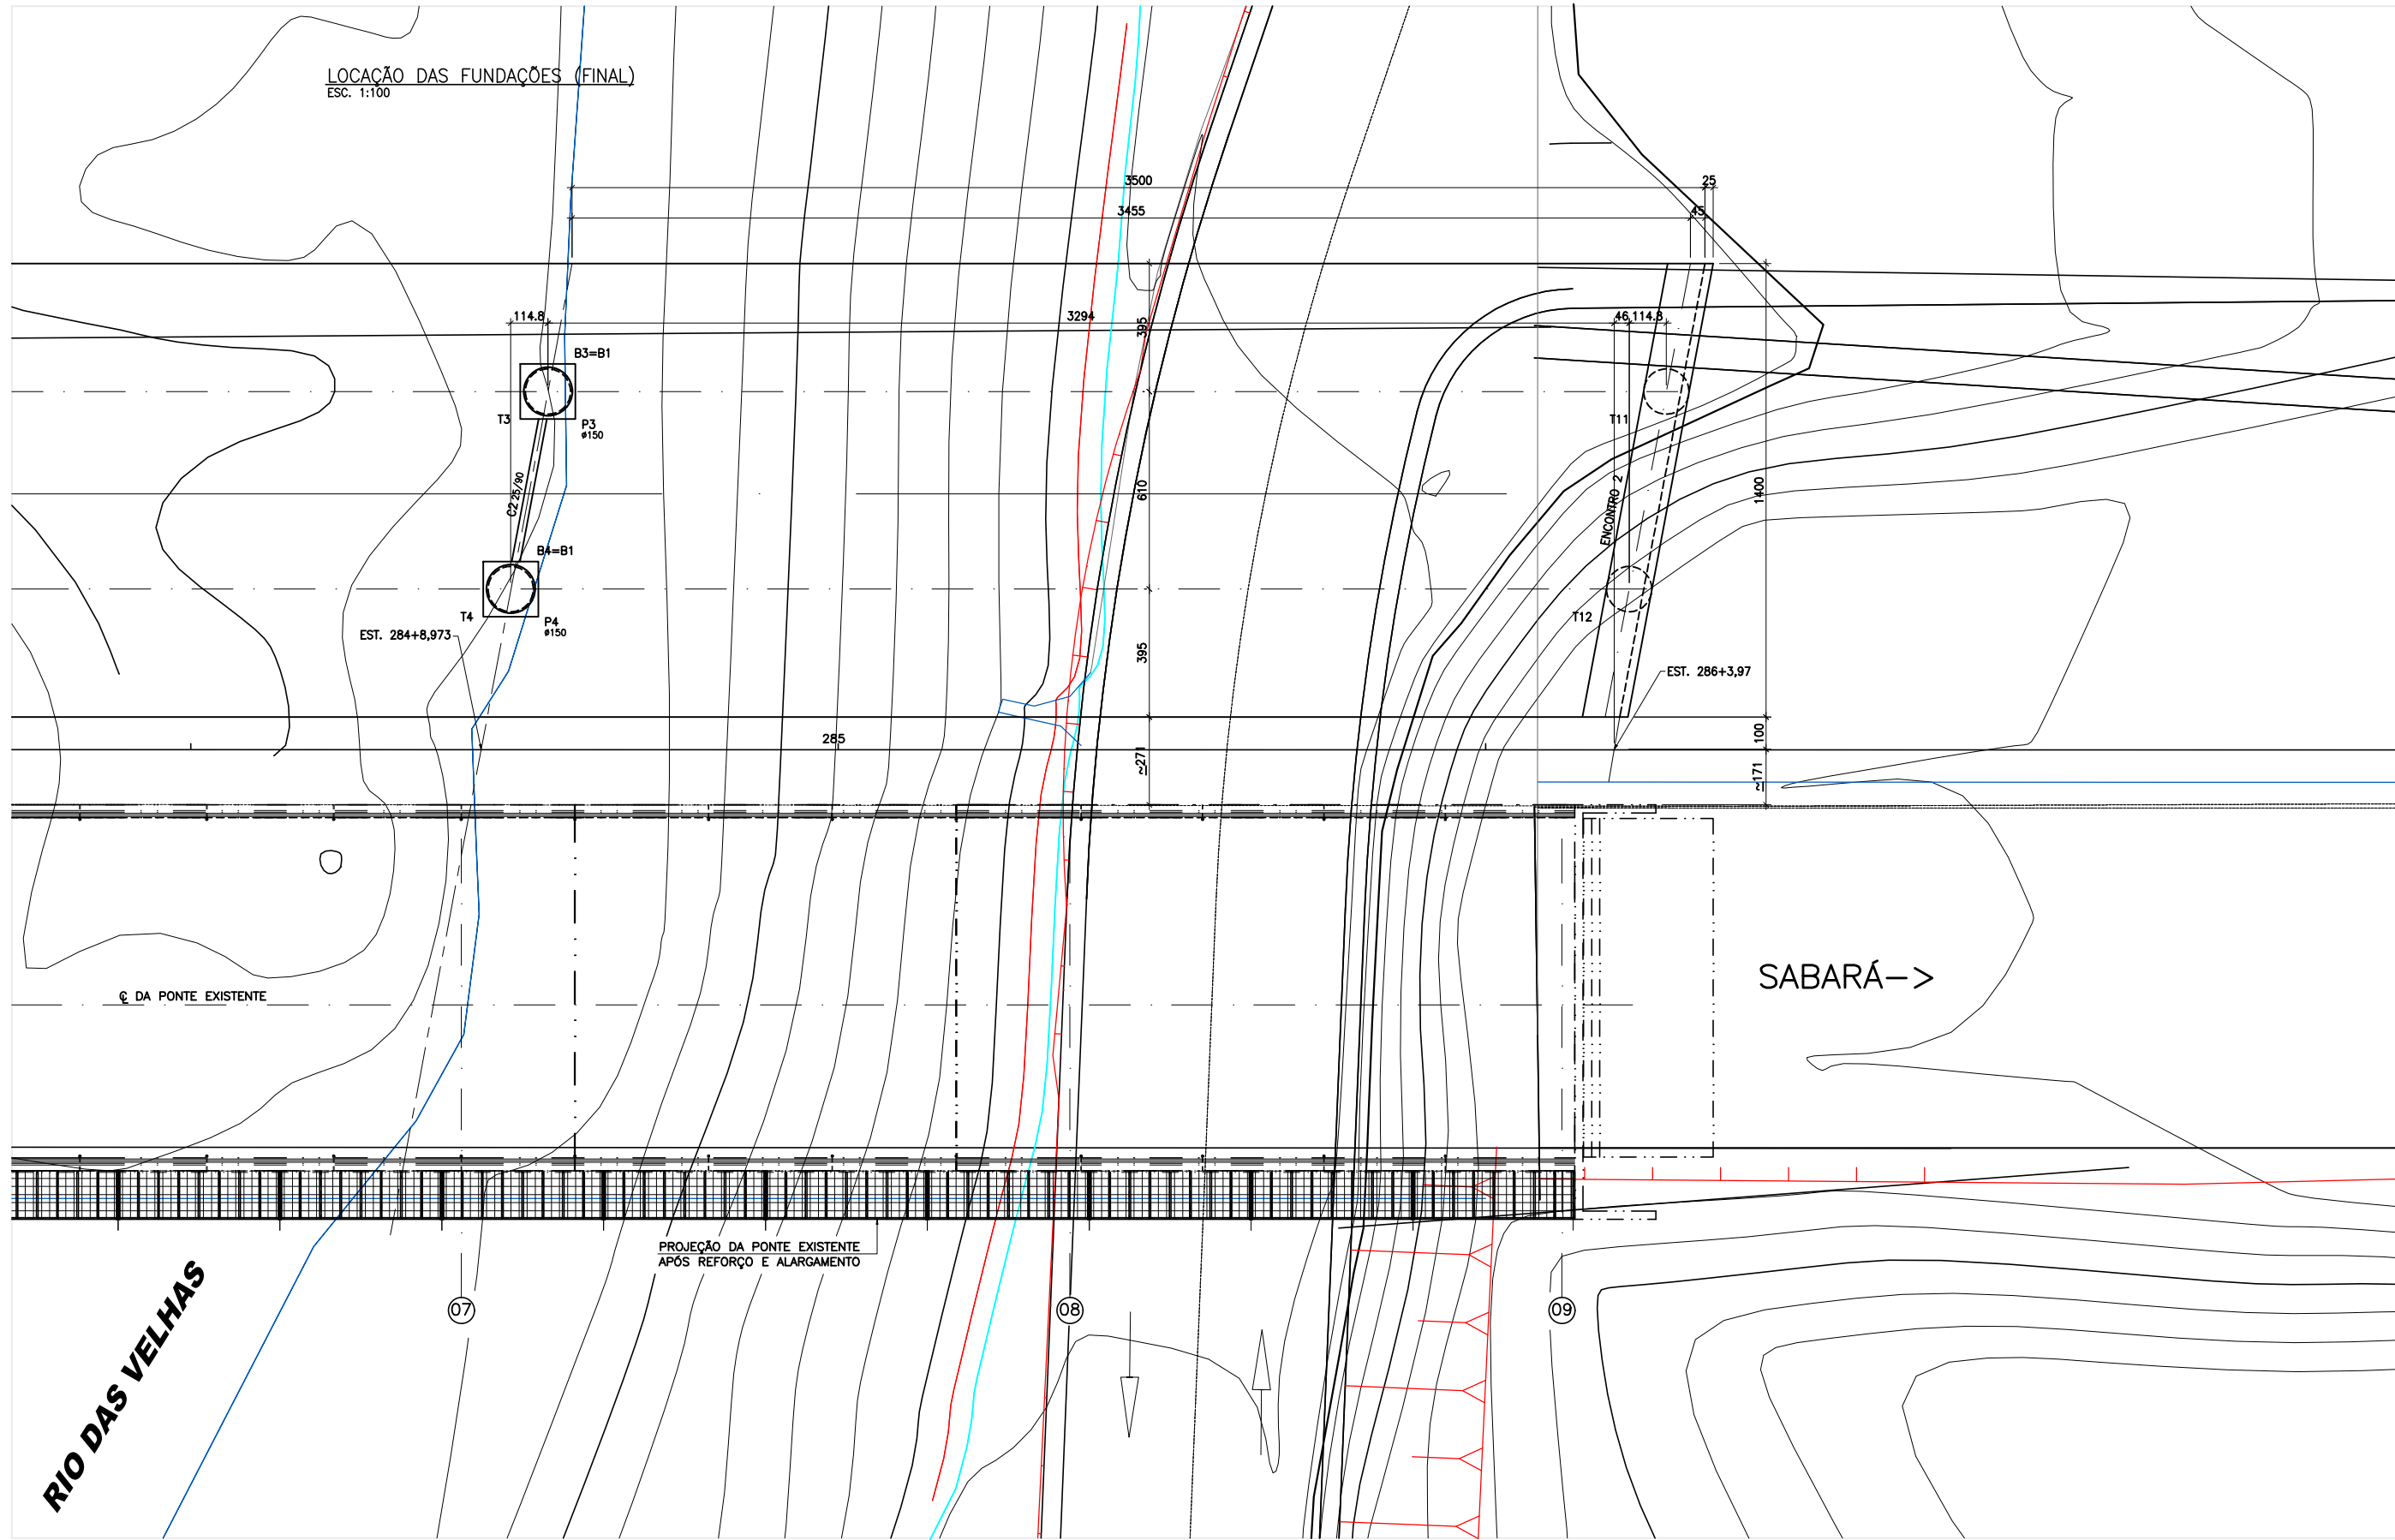 LOCAÇÃO DAS FUNDAÇÕES (FINAL)
ESC. 1:100
3500
25
3455
45
114.8
3294
46
114.8
395
B3=B1
T3
P3
ø150
T11
C2 25/90
610
ENCONTRO 2
1400
B4=B1
T4
P4
ø150
T12
EST. 284+8,973
395
EST. 286+3,97
285
100
~271
~171
SABARÁ->
℄ DA PONTE EXISTENTE
PROJEÇÃO DA PONTE EXISTENTE
APÓS REFORÇO E ALARGAMENTO
RIO DAS VELHAS
07
08
09